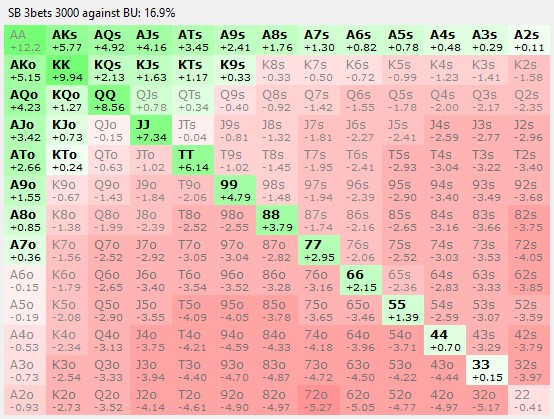 SB 3bets 3000 against BU: 16.9%
AA AKs AQs AJs ATs A9s A8s A7s A6s A5s A4s A3s A2s
+12.2 +5.77 +4.92 +4.16 +3.45 +2.41 +1.76 +1.30 +0.82 +0.78 +0.48 +0.29 +0.11
AKo KK KQs KJs KTs K9s K8s K7s K6s K5s K4s K3s K2s
+5.15 +9.94 +2.13 +1.63 +1.17 +0.33 -0.33 -0.50 -0.72 -0.99 -1.23 -1.41 -1.58
AQo KQo QQ QJs QTs Q9s Q8s Q7s Q6s Q5s Q4s Q3s Q2s
+4.23 +1.27 +8.56 +0.78 +0.34 -0.40 -0.92 -1.42 -1.55 -1.78 -2.00 -2.17 -2.35
AJo KJo QJo JJ JTs J9s J8s J7s J6s J5s J4s J3s J2s
+3.42 +0.73 -0.15 +7.34 -0.04 -0.81 -1.32 -1.81 -2.27 -2.41 -2.59 -2.77 -2.96
ATo KTo QTo JTo TT T9s T8s T7s T6s T5s T4s T3s T2s
+2.66 +0.24 -0.63 -1.02 +6.14 -1.02 -1.45 -1.95 -2.41 -2.93 -3.04 -3.22 -3.40
A9o K9o Q9o J9o T9o 99 98s 97s 96s 95s 94s 93s 92s
+1.55 -0.67 -1.43 -1.84 -2.06 +4.79 -1.48 -1.94 -2.39 -2.90 -3.40 -3.49 -3.68
A8o K8o Q8o J8o T8o 98o 88 87s 86s 85s 84s 83s 82s
+0.85 -1.38 -1.99 -2.39 -2.52 -2.55 +3.79 -1.74 -2.16 -2.65 -3.16 -3.66 -3.75
A7o K7o Q7o J7o T7o 97o 87o 77 76s 75s 74s 73s 72s
+0.36 -1.56 -2.52 -2.92 -3.05 -3.04 -2.82 +2.95 -2.06 -2.52 -3.03 -3.53 -4.05
A6o K6o Q6o J6o T6o 96o 86o 76o 66 65s 64s 63s 62s
-0.15 -1.79 -2.65 -3.40 -3.54 -3.52 -3.28 -3.16 +2.15 -2.36 -2.83 -3.33 -3.85
A5o K5o Q5o J5o T5o 95o 85o 75o 65o 55 54s 53s 52s
-0.19 -2.08 -2.90 -3.55 -4.09 -4.05 -3.78 -3.65 -3.46 +1.39 -2.59 -3.07 -3.59
A4o K4o Q4o J4o T4o 94o 84o 74o 64o 54o 44 43s 42s
-0.53 -2.34 -3.13 -3.75 -4.21 -4.59 -4.33 -4.18 -3.96 -3.71 +0.70 -3.29 -3.79
A3o K3o Q3o J3o T3o 93o 83o 73o 63o 53o 43o 33 32s
-0.73 -2.54 -3.33 -3.94 -4.40 -4.70 -4.87 -4.72 -4.50 -4.22 -4.44 +0.15 -3.97
A2o K2o Q2o J2o T2o 92o 82o 72o 62o 52o 42o 32o 22
-0.92 -2.73 -3.52 -4.14 -4.61 -4.90 -4.97 -5.27 -5.05 -4.77 -4.97 -5.17 -0.41